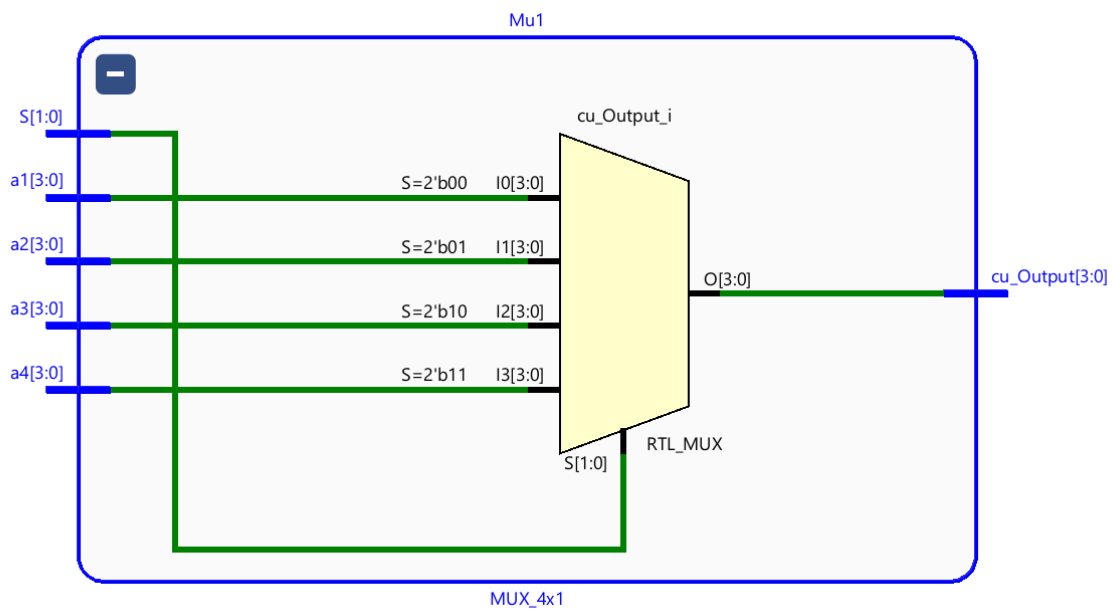 Mu1
cu_Output_i
S[1:0]
a1[3:0] S=2'b00 I0[3:0]
a2[3:0] S=2'b01 I1[3:0]
O[3:0] cu_Output[3:0]
a3[3:0] S=2'b10 I2[3:0]
a4[3:0] S=2'b11 I3[3:0]
RTL_MUX
S[1:0]
MUX_4x1